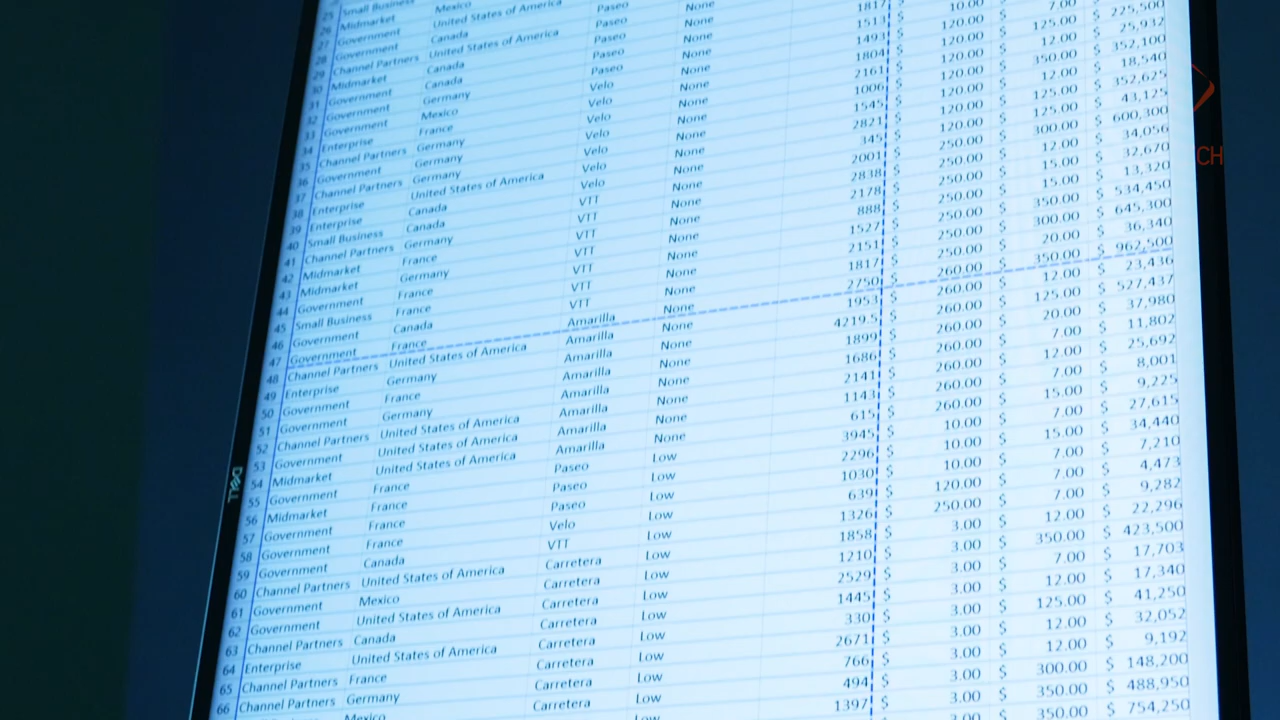 25 Small Business
26 Midmarket Mexico
27 Government United States of America
28 Government Canada Paseo
29 Channel Partners United States of America Paseo None
30 Midmarket Canada Paseo None
31 Government Canada Paseo None 1817
32 Government Germany Paseo None 1513 $ 10.00
33 Government Mexico Velo None 1493 $ 120.00 $ 7.00
Enterprise France Velo None 1804 $ 120.00 $ 125.00 $ 225,500
35 Channel Partners Germany Velo None 2161 $ 120.00 $ 12.00 $ 25,932
36 Government Germany Velo None 1006 $ 120.00 $ 350.00 $ 352,100
37 Channel Partners Germany Velo None 1545 $ 120.00 $ 12.00 $ 18,540
38 Enterprise United States of America Velo None 2821 $ 120.00 $ 125.00 $ 352,625
39 Enterprise Canada Velo None 345 $ 120.00 $ 125.00 $ 43,125
40 Small Business Canada VTT None 2001 $ 250.00 $ 300.00 $ 600,300
41 Channel Partners Germany VTT None 2838 $ 250.00 $ 12.00 $ 34,056
42 Midmarket France VTT None 2178 $ 250.00 $ 15.00 $ 32,670
43 Midmarket Germany VTT None 888 $ 250.00 $ 15.00 $ 13,320
44 Government France VTT None 1527 $ 250.00 $ 350.00 $ 534,450
45 Small Business France VTT None 2151 $ 250.00 $ 300.00 $ 645,300
46 Government Canada VTT None 1817 $ 250.00 $ 20.00 $ 36,340
47 Government France Amarilla None 2750 $ 260.00 $ 350.00 $ 962,500
48 Channel Partners United States of America Amarilla None 1953 $ 260.00 $ 12.00 $ 23,436
49 Enterprise Germany Amarilla None 4219.5 $ 260.00 $ 125.00 $ 527,437
50 Government France Amarilla None 1899 $ 260.00 $ 20.00 $ 37,980
51 Government Germany Amarilla None 1686 $ 260.00 $ 7.00 $ 11,802
52 Channel Partners United States of America Amarilla None 2141 $ 260.00 $ 12.00 $ 25,692
53 Government United States of America Amarilla None 1143 $ 260.00 $ 7.00 $ 8,001
54 Midmarket United States of America Amarilla None 615 $ 260.00 $ 15.00 $ 9,225
55 Government France Paseo Low 3945 $ 10.00 $ 7.00 $ 27,615
56 Midmarket France Paseo Low 2296 $ 10.00 $ 15.00 $ 34,440
57 Government France Paseo Low 1030 $ 10.00 $ 7.00 $ 7,210
58 Government France Velo Low 639 $ 120.00 $ 7.00 $ 4,473
59 Government Canada VTT Low 1326 $ 250.00 $ 7.00 $ 9,282
60 Channel Partners United States of America Carretera Low 1858 $ 3.00 $ 12.00 $ 22,296
61 Government Mexico Carretera Low 1210 $ 3.00 $ 350.00 $ 423,500
62 Government United States of America Carretera Low 2529 $ 3.00 $ 7.00 $ 17,703
63 Channel Partners Canada Carretera Low 1445 $ 3.00 $ 12.00 $ 17,340
64 Enterprise United States of America Carretera Low 330 $ 3.00 $ 125.00 $ 41,250
65 Channel Partners France Carretera Low 2671 $ 3.00 $ 12.00 $ 32,052
66 Channel Partners Germany Carretera Low 766 $ 3.00 $ 12.00 $ 9,192
Mexico Low 494 $ 3.00 $ 300.00 $ 148,200
1397 $ 3.00 $ 350.00 $ 488,950
$ 350.00 $ 754,250
DELL
CH